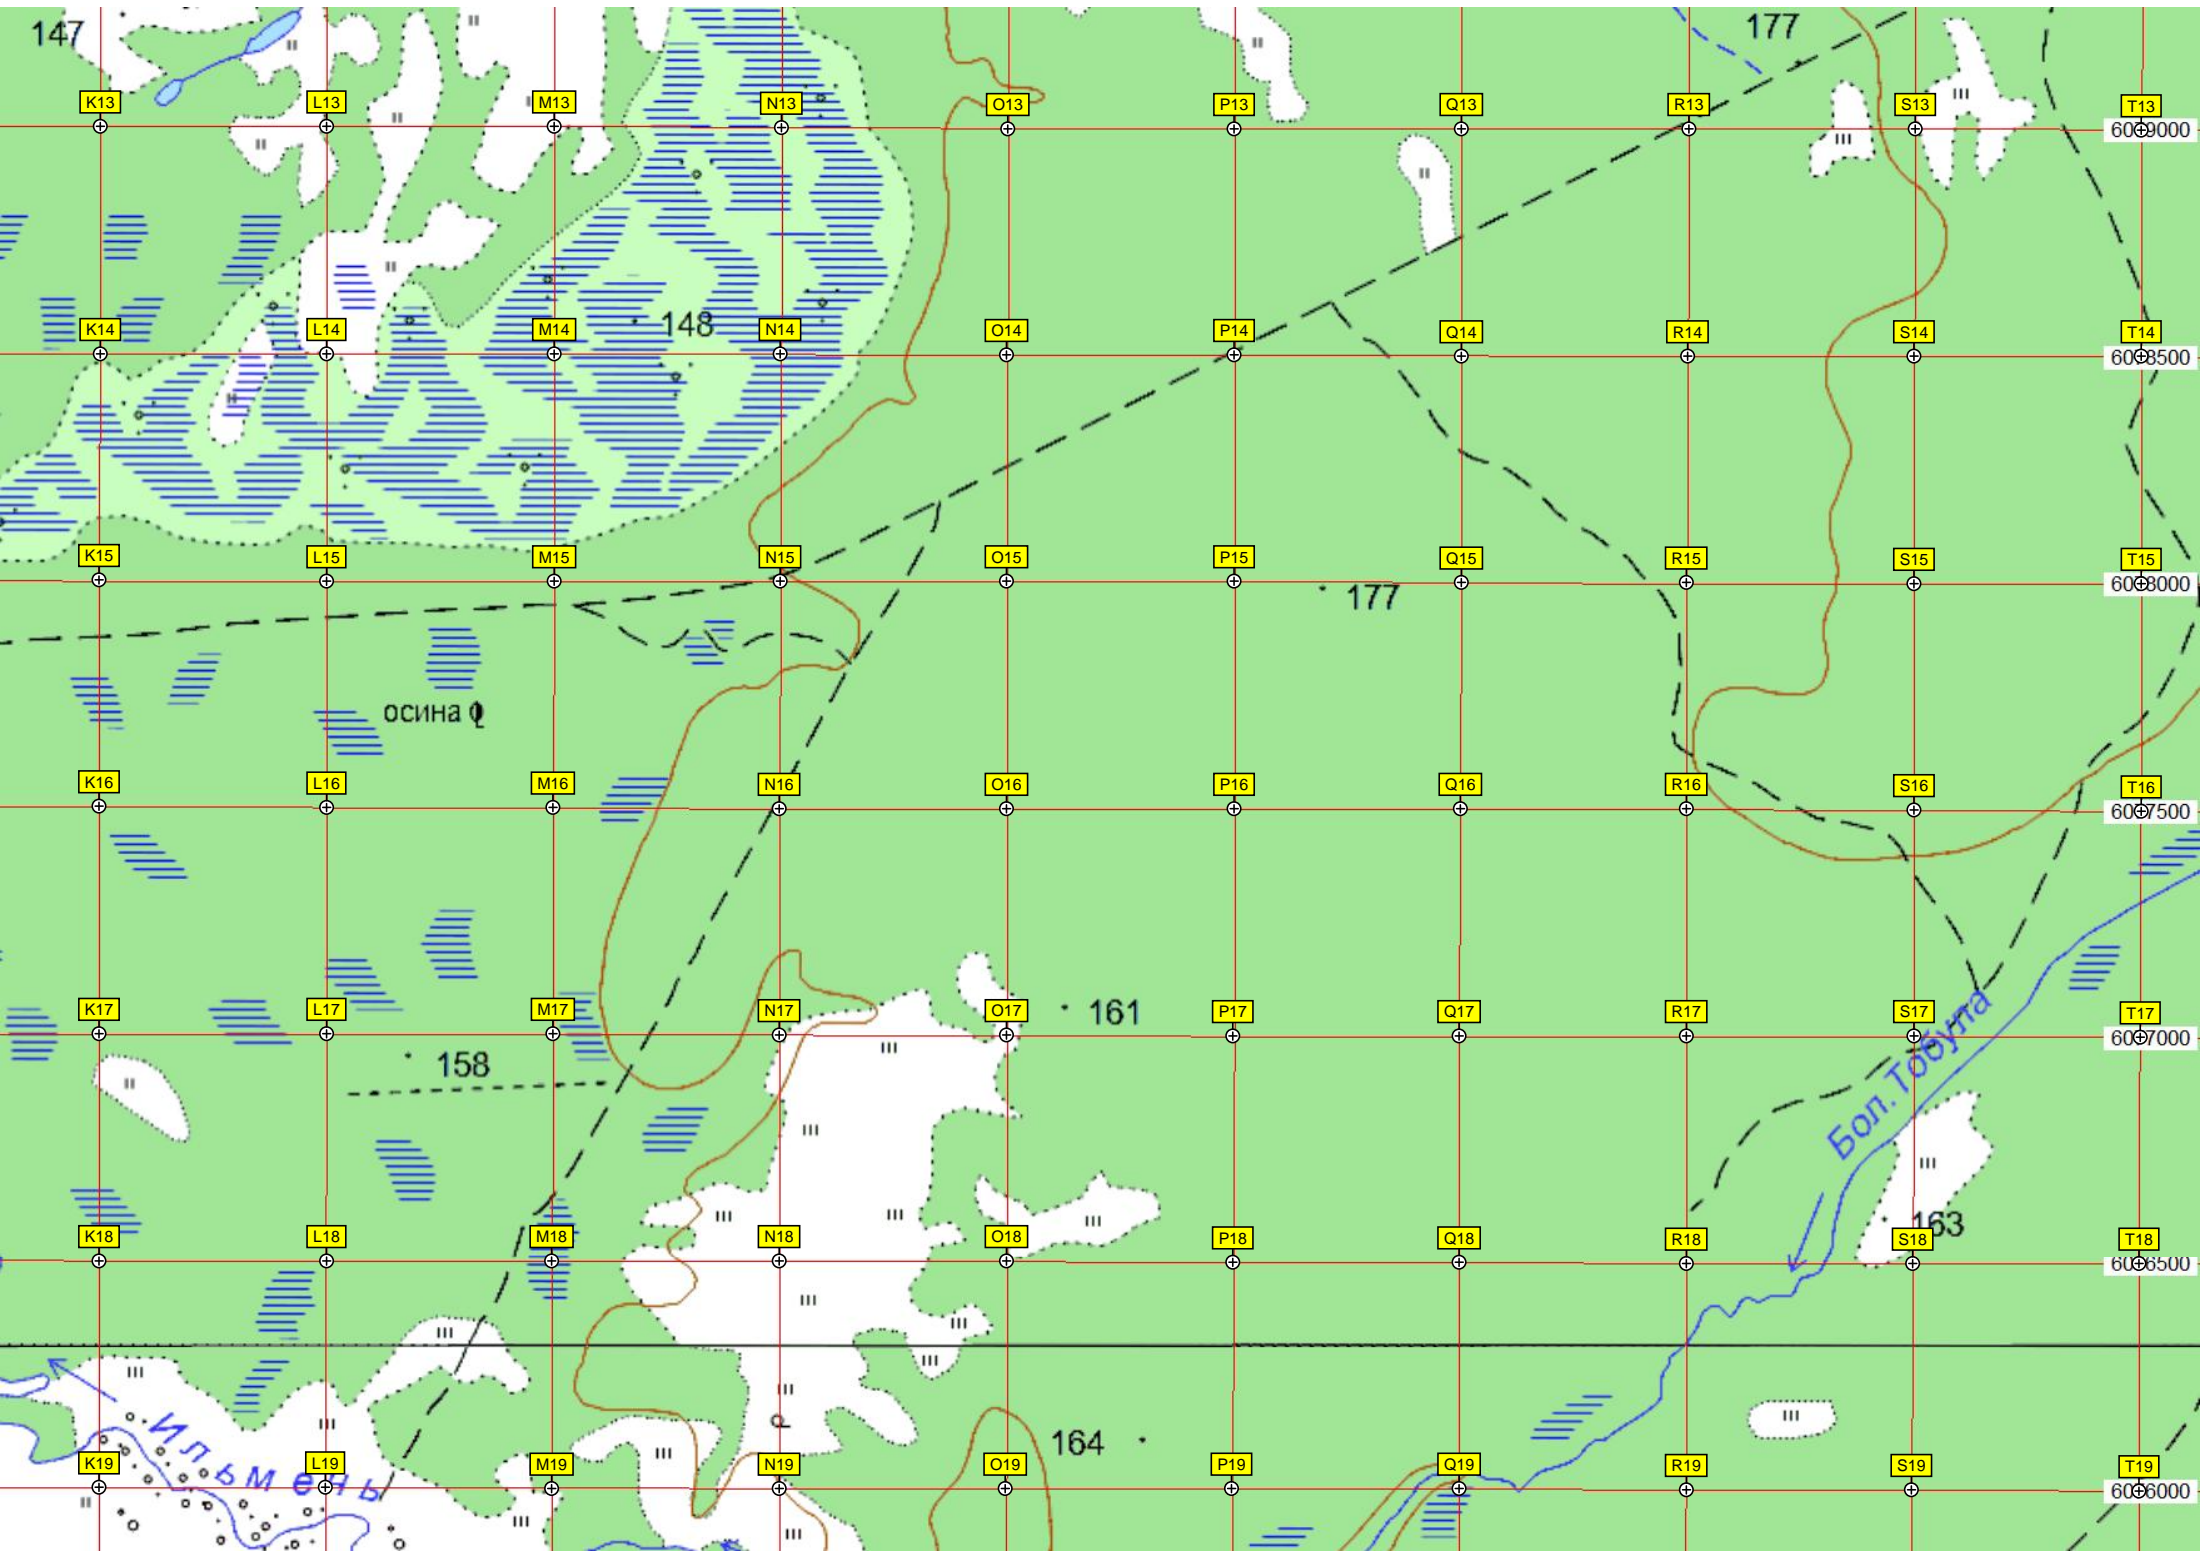 147
177
K13 L13 M13 N13 O13 P13 Q13 R13 S13 T13
6009000
148
K14 L14 M14 N14 O14 P14 Q14 R14 S14 T14
6008500
K15 L15 M15 N15 O15 P15 Q15 R15 S15 T15
6008000
177
осина
K16 L16 M16 N16 O16 P16 Q16 R16 S16 T16
6007500
K17 L17 M17 N17 O17 P17 Q17 R17 S17 T17
6007000
161
158
Бол. Тобула
163
K18 L18 M18 N18 O18 P18 Q18 R18 S18 T18
6006500
Р
164
Ильмень
K19 L19 M19 N19 O19 P19 Q19 R19 S19 T19
6006000